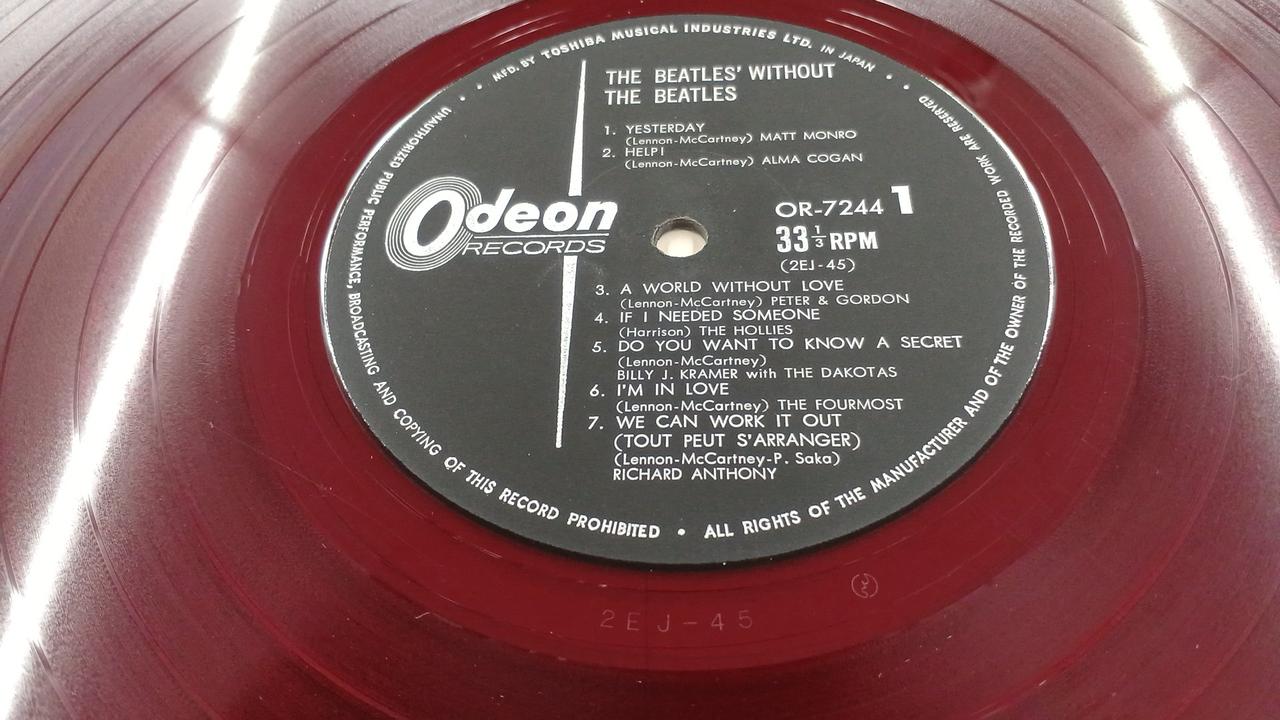 MFD. BY TOSHIBA MUSICAL INDUSTRIES LTD. IN JAPAN
THE BEATLES' WITHOUT
THE BEATLES
1. YESTERDAY
(Lennon-McCartney) MATT MONRO
2. HELP!
(Lennon-McCartney) ALMA COGAN
Odeon
RECORDS
OR-7244 1
33 1/3 RPM
(2EJ-45)
3. A WORLD WITHOUT LOVE
(Lennon-McCartney) PETER & GORDON
4. IF I NEEDED SOMEONE
(Harrison) THE HOLLIES
5. DO YOU WANT TO KNOW A SECRET
(Lennon-McCartney)
BILLY J. KRAMER with THE DAKOTAS
6. I'M IN LOVE
(Lennon-McCartney) THE FOURMOST
7. WE CAN WORK IT OUT
(TOUT PEUT S'ARRANGER)
(Lennon-McCartney-P. Saka)
RICHARD ANTHONY
UNAUTHORIZED PUBLIC PERFORMANCE, BROADCASTING AND COPYING OF THIS RECORD PROHIBITED • ALL RIGHTS OF THE MANUFACTURER AND OF THE OWNER OF THE RECORDED WORK ARE RESERVED
2EJ-45